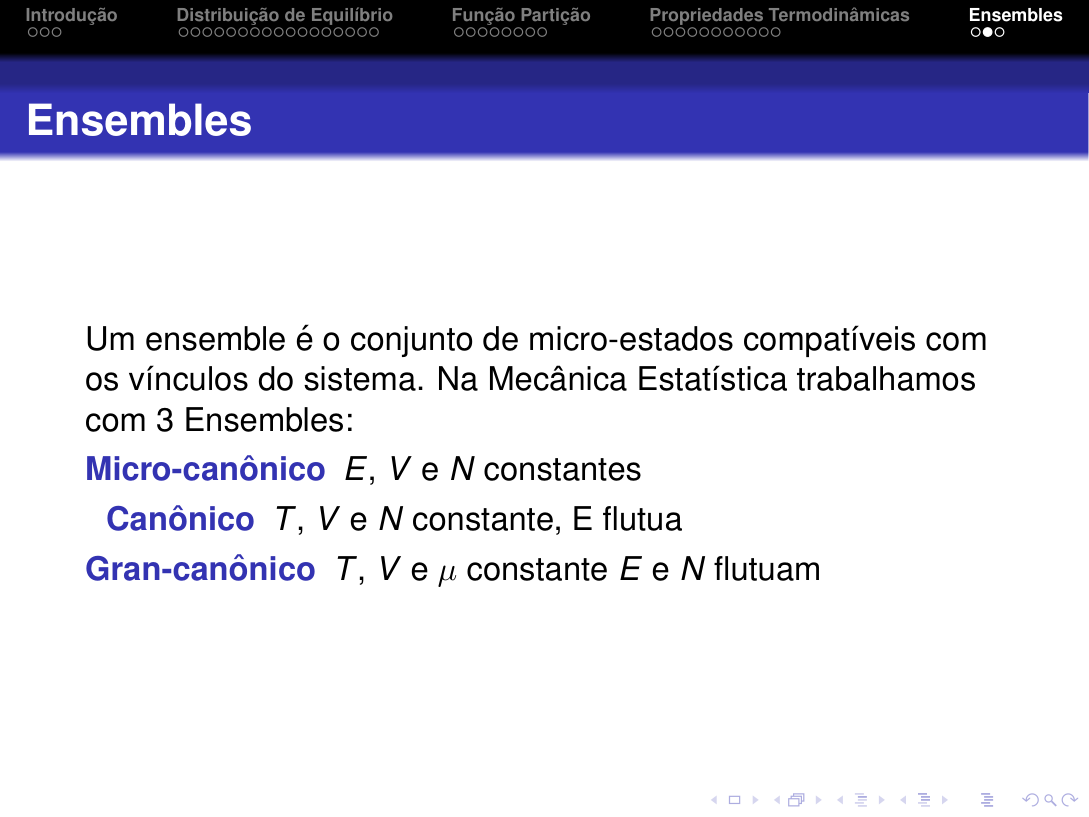 Introdução Distribuição de Equilíbrio Função Partição Propriedades Termodinâmicas Ensembles
Ensembles
Um ensemble é o conjunto de micro-estados compatíveis com
os vínculos do sistema. Na Mecânica Estatística trabalhamos
com 3 Ensembles:
Micro-canônico E, V e N constantes
Canônico T, V e N constante, E flutua
Gran-canônico T, V e μ constante E e N flutuam